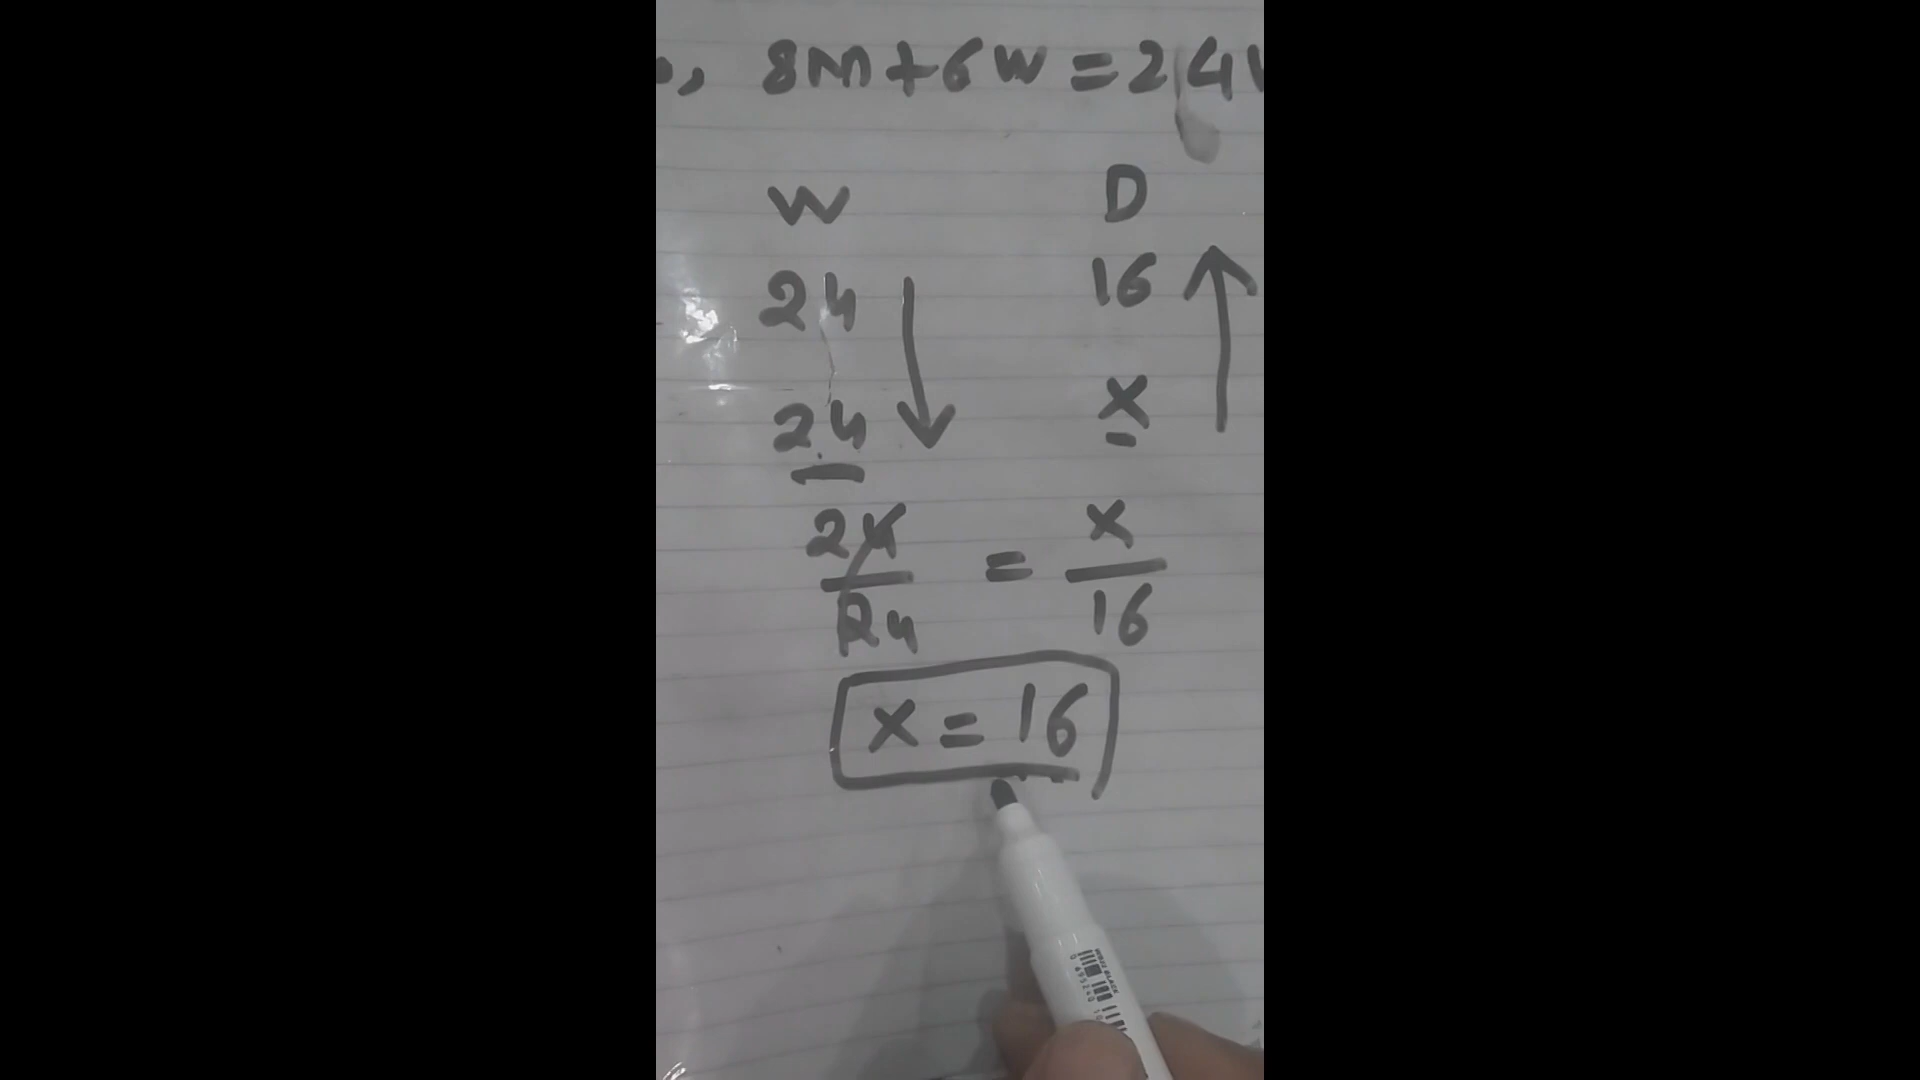 8m+6w=24
W D
24 16
24 x
24/24 = x/16
x = 16